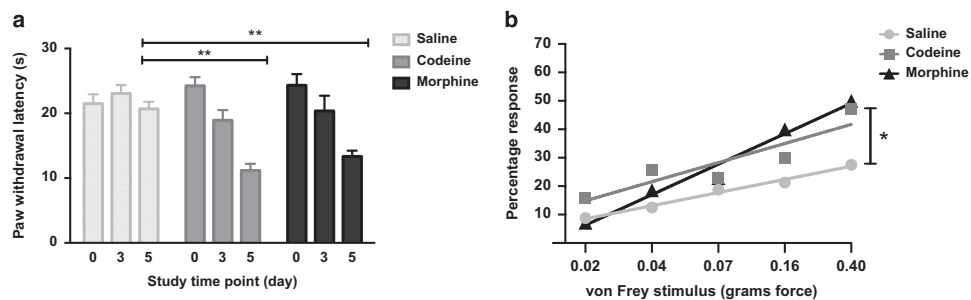 a
**
**
Saline
Codeine
Morphine
Paw withdrawal latency (s)
30
20
10
0
0 3 5 0 3 5 0 3 5
Study time point (day)
b
Saline
Codeine
Morphine
Percentage response
70
60
50
40
30
20
10
*
0.02 0.04 0.07 0.16 0.40
von Frey stimulus (grams force)